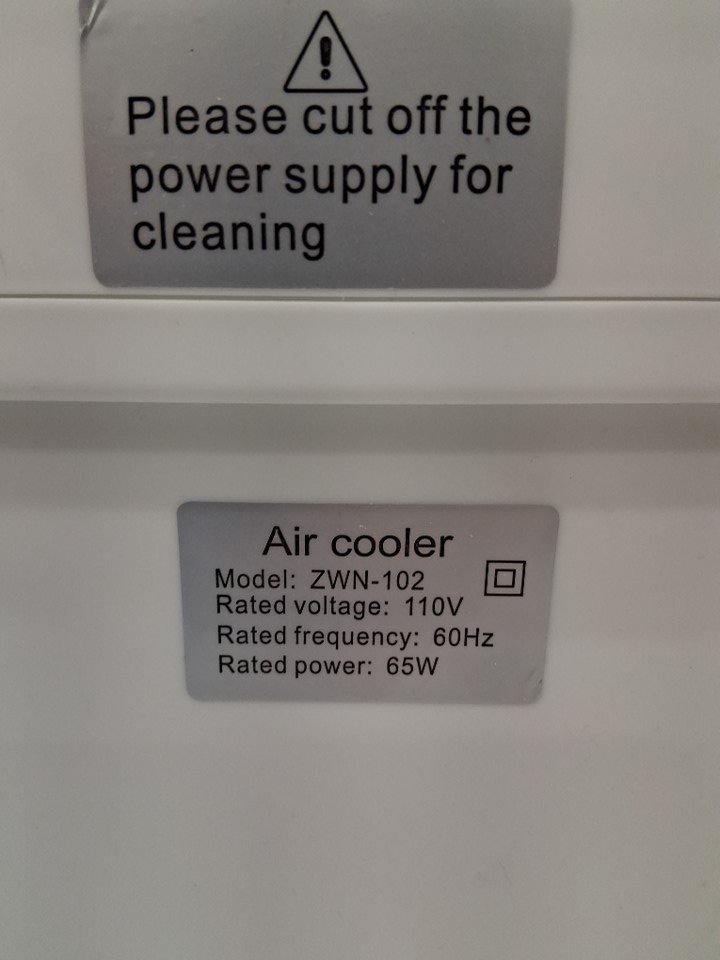 Please cut off the
power supply for
cleaning
Air cooler
Model: ZWN-102
Rated voltage: 110V
Rated frequency: 60Hz
Rated power: 65W